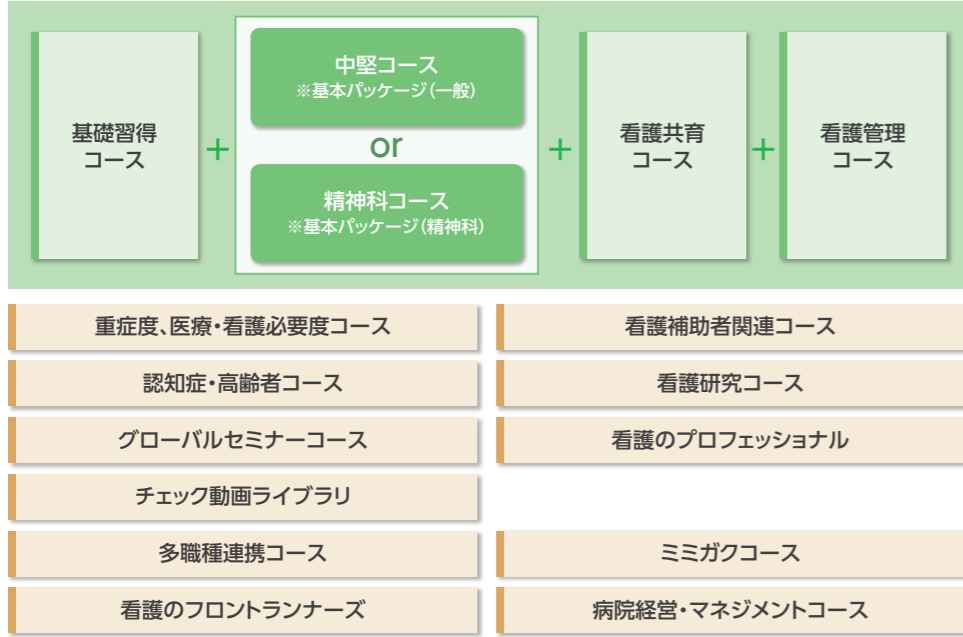 基礎習得
コース
+
中堅コース
※基本パッケージ(一般)
or
精神科コース
※基本パッケージ(精神科)
+
看護共育
コース
+
看護管理
コース
重症度、医療・看護必要度コース
看護補助者関連コース
認知症・高齢者コース
看護研究コース
グローバルセミナーコース
看護のプロフェッショナル
チェック動画ライブラリ
多職種連携コース
ミミガクコース
看護のフロントランナーズ
病院経営・マネジメントコース